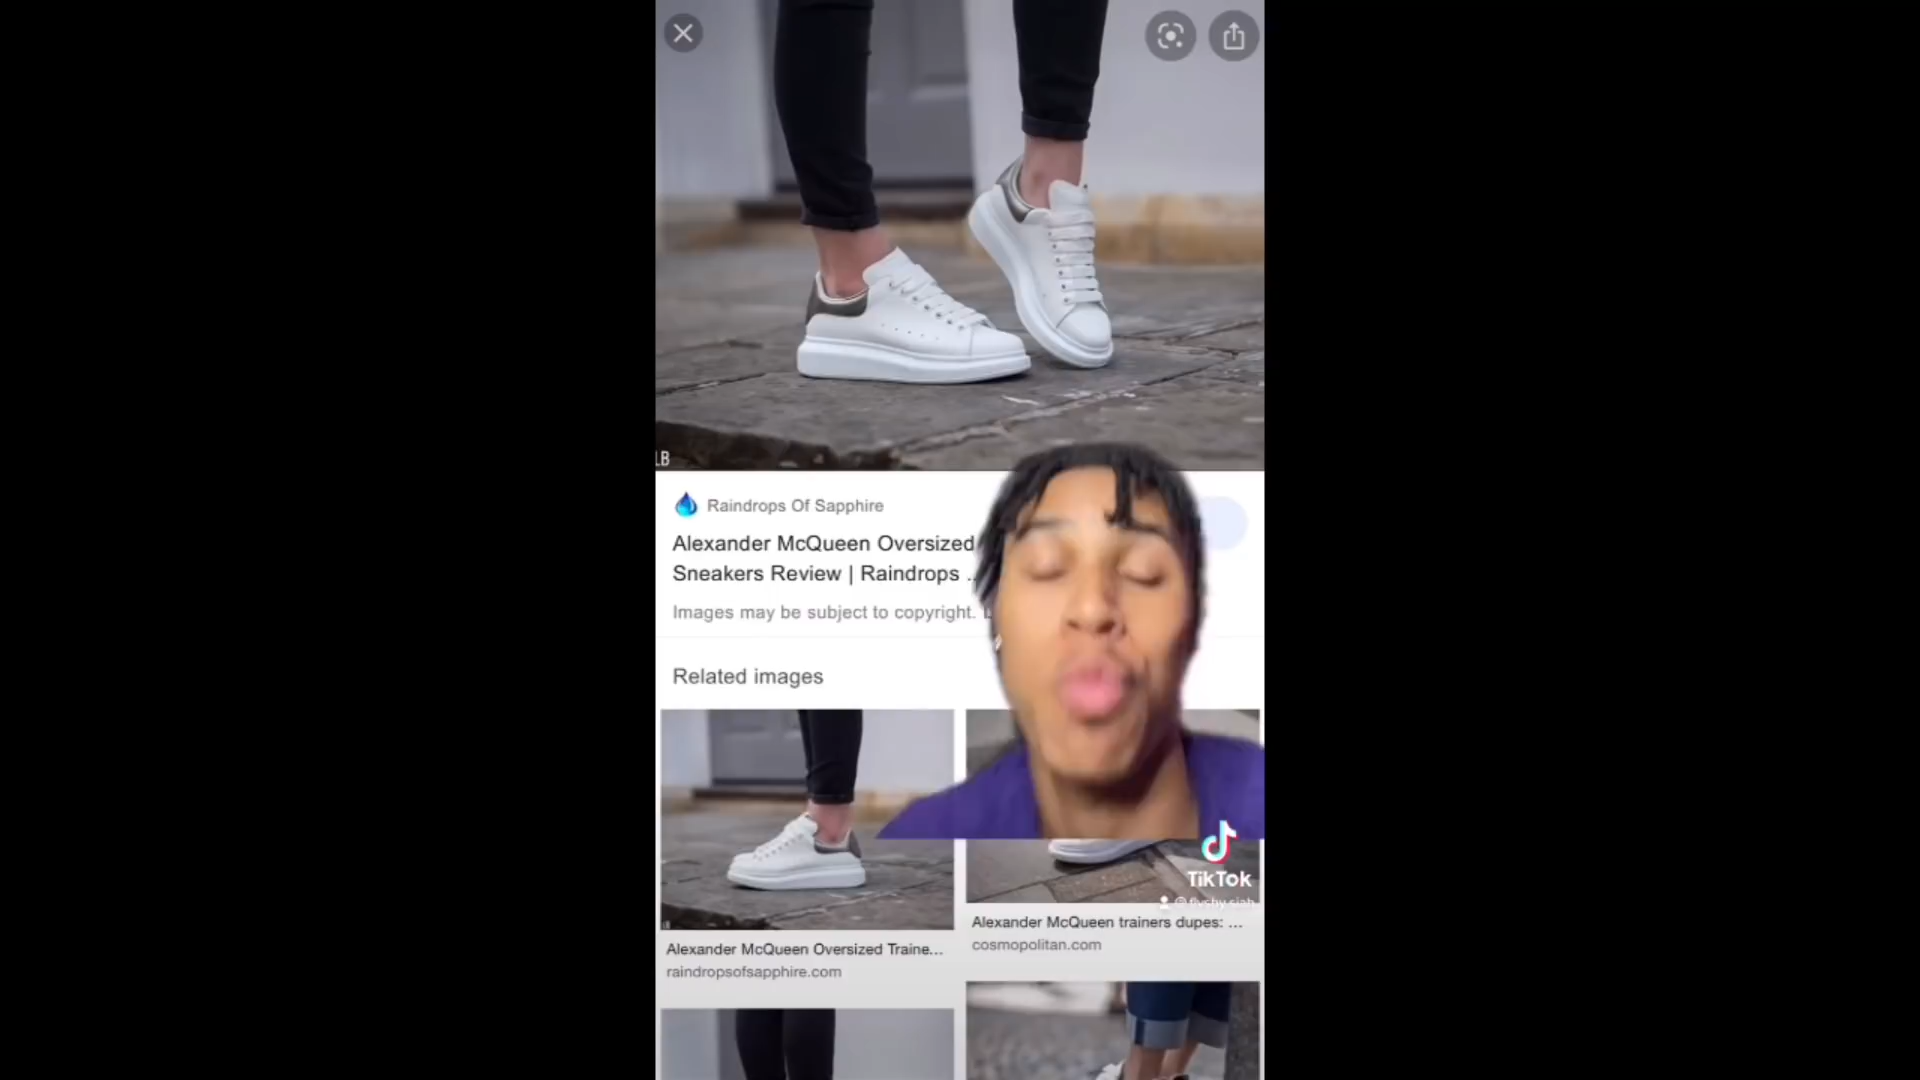 LB
Raindrops Of Sapphire
Alexander McQueen Oversized
Sneakers Review | Raindrops ...
Images may be subject to copyright.
Related images
TikTok
Alexander McQueen trainers dupes: ...
cosmopolitan.com
Alexander McQueen Oversized Traine...
raindropsofsapphire.com